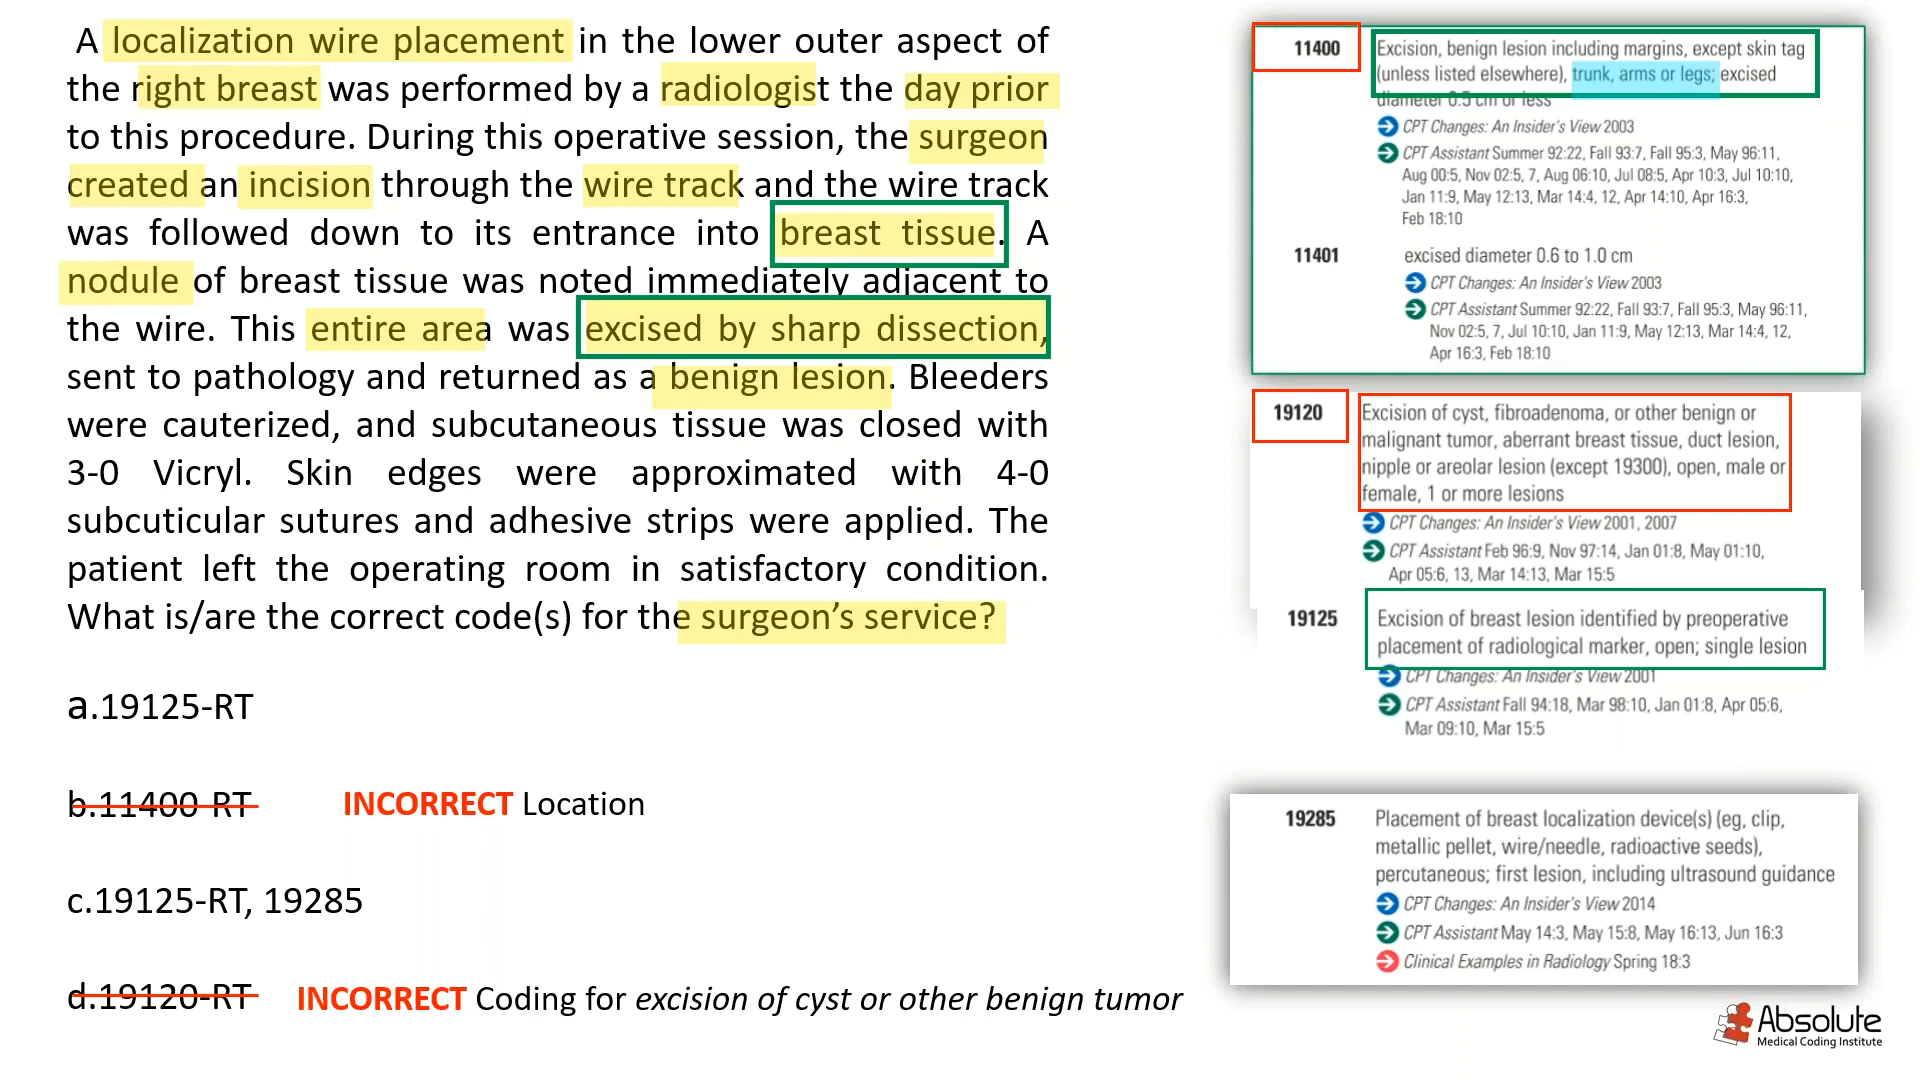 A localization wire placement in the lower outer aspect of
the right breast was performed by a radiologist the day prior
to this procedure. During this operative session, the surgeon
created an incision through the wire track and the wire track
was followed down to its entrance into breast tissue. A
nodule of breast tissue was noted immediately adjacent to
the wire. This entire area was excised by sharp dissection,
sent to pathology and returned as a benign lesion. Bleeders
were cauterized, and subcutaneous tissue was closed with
3-0 Vicryl. Skin edges were approximated with 4-0
subcuticular sutures and adhesive strips were applied. The
patient left the operating room in satisfactory condition.
What is/are the correct code(s) for the surgeon's service?
a.19125-RT
b.11400-RT INCORRECT Location
c.19125-RT, 19285
d.19120-RT INCORRECT Coding for excision of cyst or other benign tumor
11400 Excision, benign lesion including margins, except skin tag
(unless listed elsewhere), trunk, arms or legs; excised
diameter 0.5 cm or less
CPT Changes: An Insider's View 2003
CPT Assistant Summer 92:22, Fall 93:7, Fall 95:3, May 96:11,
Aug 00:5, Nov 02:5, 7, Aug 06:10, Jul 08:5, Apr 10:3, Jul 10:10,
Jan 11:9, May 12:13, Mar 14:4, 12, Apr 14:10, Apr 16:3,
Feb 18:10
11401 excised diameter 0.6 to 1.0 cm
CPT Changes: An Insider's View 2003
CPT Assistant Summer 92:22, Fall 93:7, Fall 95:3, May 96:11,
Nov 02:5, 7, Jul 10:10, Jan 11:9, May 12:13, Mar 14:4, 12,
Apr 16:3, Feb 18:10
19120 Excision of cyst, fibroadenoma, or other benign or
malignant tumor, aberrant breast tissue, duct lesion,
nipple or areolar lesion (except 19300), open, male or
female, 1 or more lesions
CPT Changes: An Insider's View 2001, 2007
CPT Assistant Feb 96:9, Nov 97:14, Jan 01:8, May 01:10,
Apr 05:6, 13, Mar 14:13, Mar 15:5
19125 Excision of breast lesion identified by preoperative
placement of radiological marker, open; single lesion
CPT Changes: An Insider's View 2001
CPT Assistant Fall 94:18, Mar 98:10, Jan 01:8, Apr 05:6,
Mar 09:10, Mar 15:5
19285 Placement of breast localization device(s) (eg, clip,
metallic pellet, wire/needle, radioactive seeds),
percutaneous; first lesion, including ultrasound guidance
CPT Changes: An Insider's View 2014
CPT Assistant May 14:3, May 15:8, May 16:13, Jun 16:3
Clinical Examples in Radiology Spring 18:3
Absolute
Medical Coding Institute